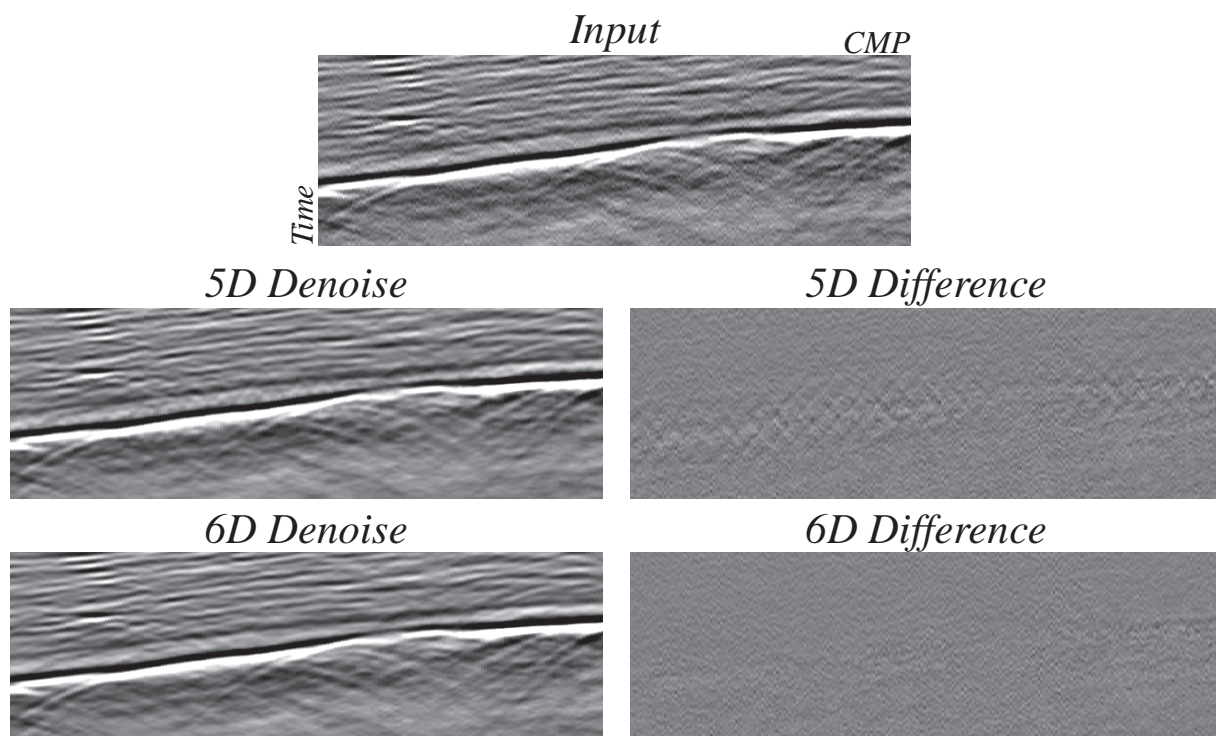 Input
CMP
Time
5D Denoise
5D Difference
6D Denoise
6D Difference